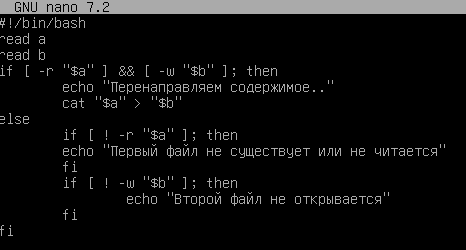 GNU nano 7.2
#!/bin/bash
read a
read b
if [ -r "$a" ] && [ -w "$b" ]; then
        echo "Перенаправляем содержимое.."
        cat "$a" > "$b"
else
        if [ ! -r "$a" ]; then
        echo "Первый файл не существует или не читается"
        fi
        if [ ! -w "$b" ]; then
                echo "Второй файл не открывается"
        fi
fi